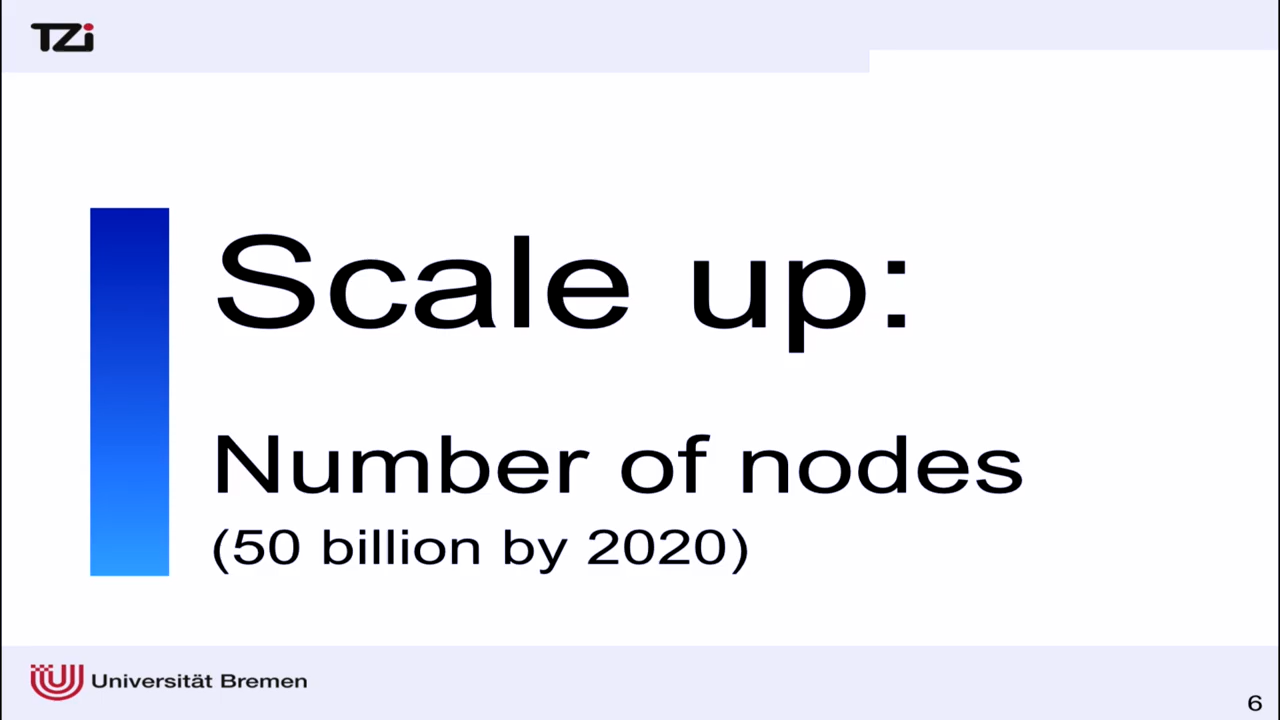 TZi
Scale up:
Number of nodes
(50 billion by 2020)
Universität Bremen
6